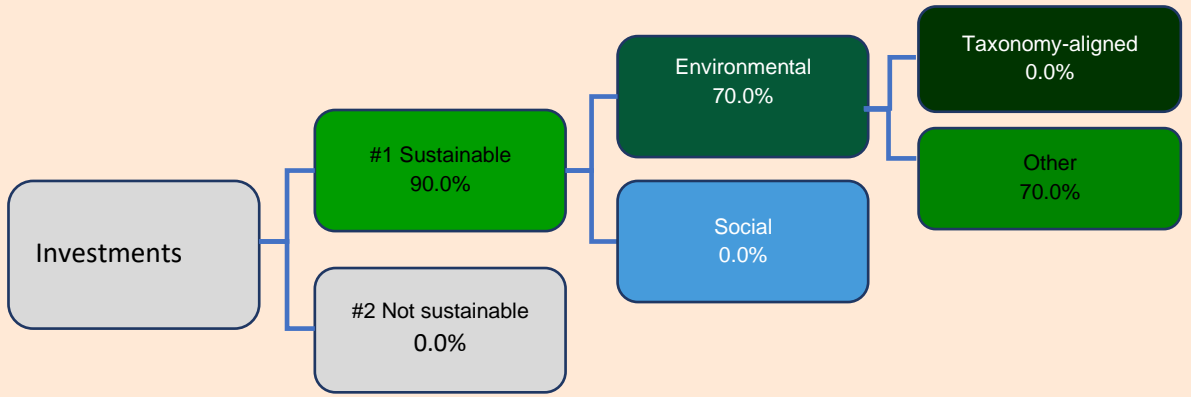 Investments
#1 Sustainable
90.0%
#2 Not sustainable
0.0%
Environmental
70.0%
Social
0.0%
Taxonomy-aligned
0.0%
Other
70.0%